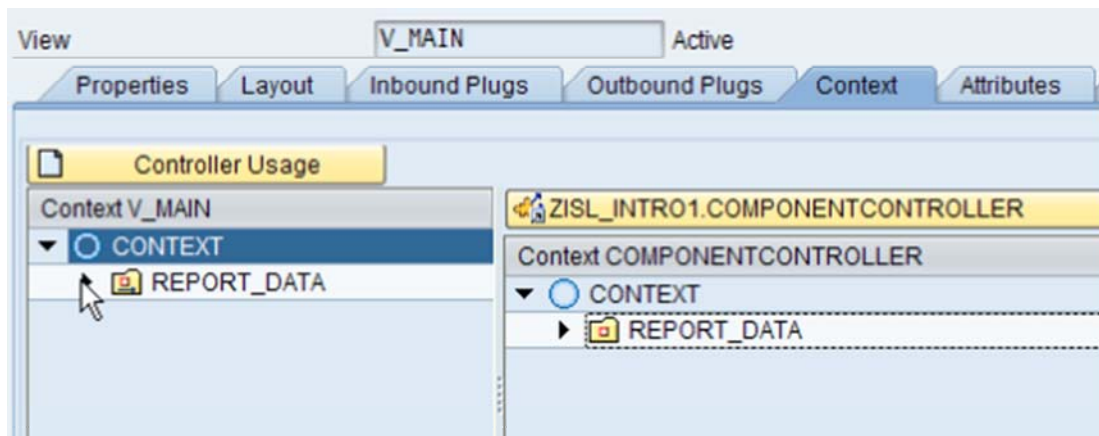 View V_MAIN Active
Properties Layout Inbound Plugs Outbound Plugs Context Attributes
Controller Usage
Context V_MAIN
CONTEXT
REPORT_DATA
ZISL_INTRO1.COMPONENTCONTROLLER
Context COMPONENTCONTROLLER
CONTEXT
REPORT_DATA